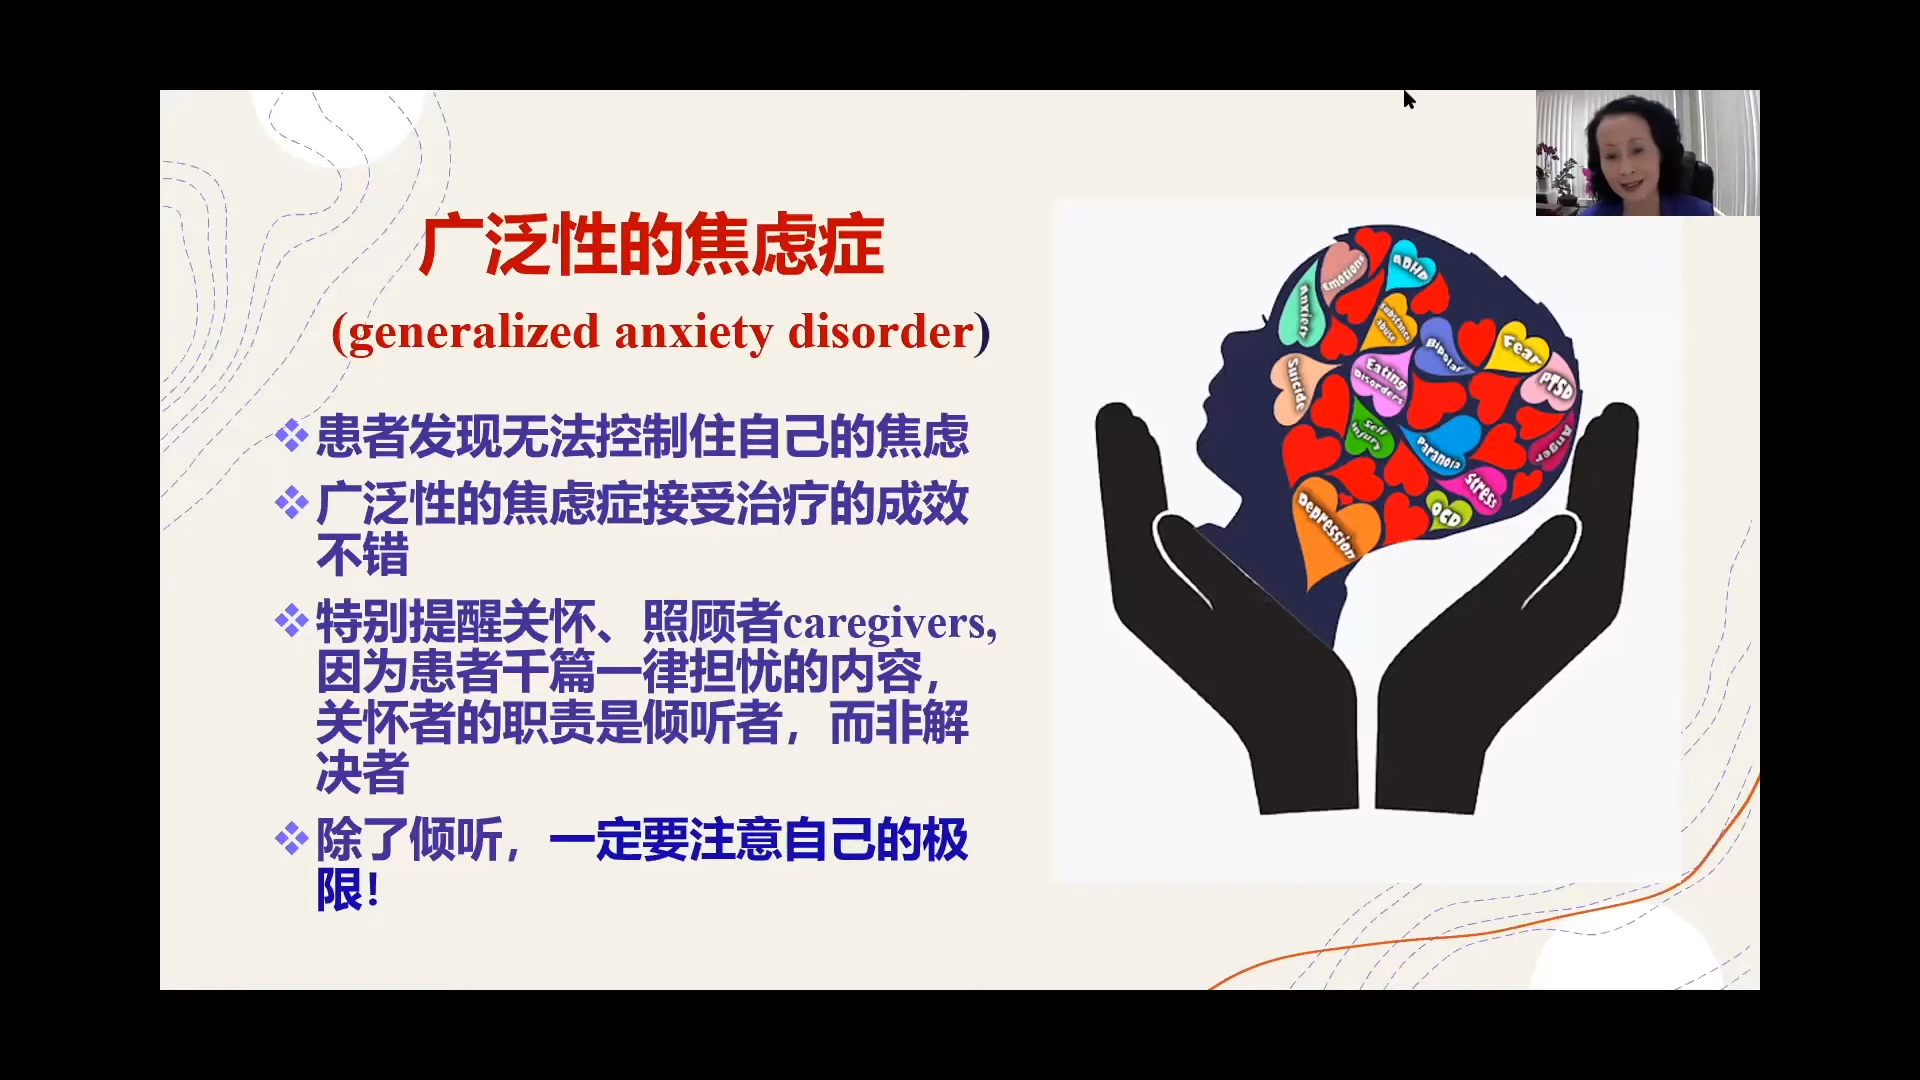 广泛性的焦虑症
(generalized anxiety disorder)
患者发现无法控制住自己的焦虑
广泛性的焦虑症接受治疗的成效
不错
特别提醒关怀、照顾者caregivers,
因为患者千篇一律担忧的内容，
关怀者的职责是倾听者，而非解
决者
除了倾听，一定要注意自己的极
限！
Emotions
ADHD
Anxiety
Substance
abuse
Bipolar
Fear
PTSD
Suicide
Eating
Disorders
Self
Injury
Paranoia
Anger
Stress
OCD
Depression